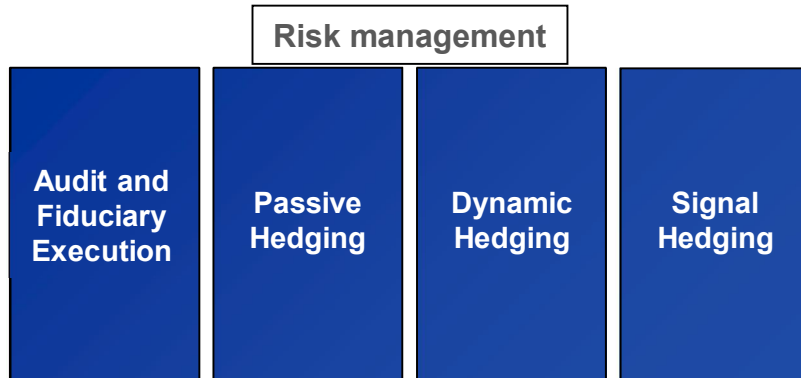 Risk management
Audit and
Fiduciary
Execution
Passive
Hedging
Dynamic
Hedging
Signal
Hedging